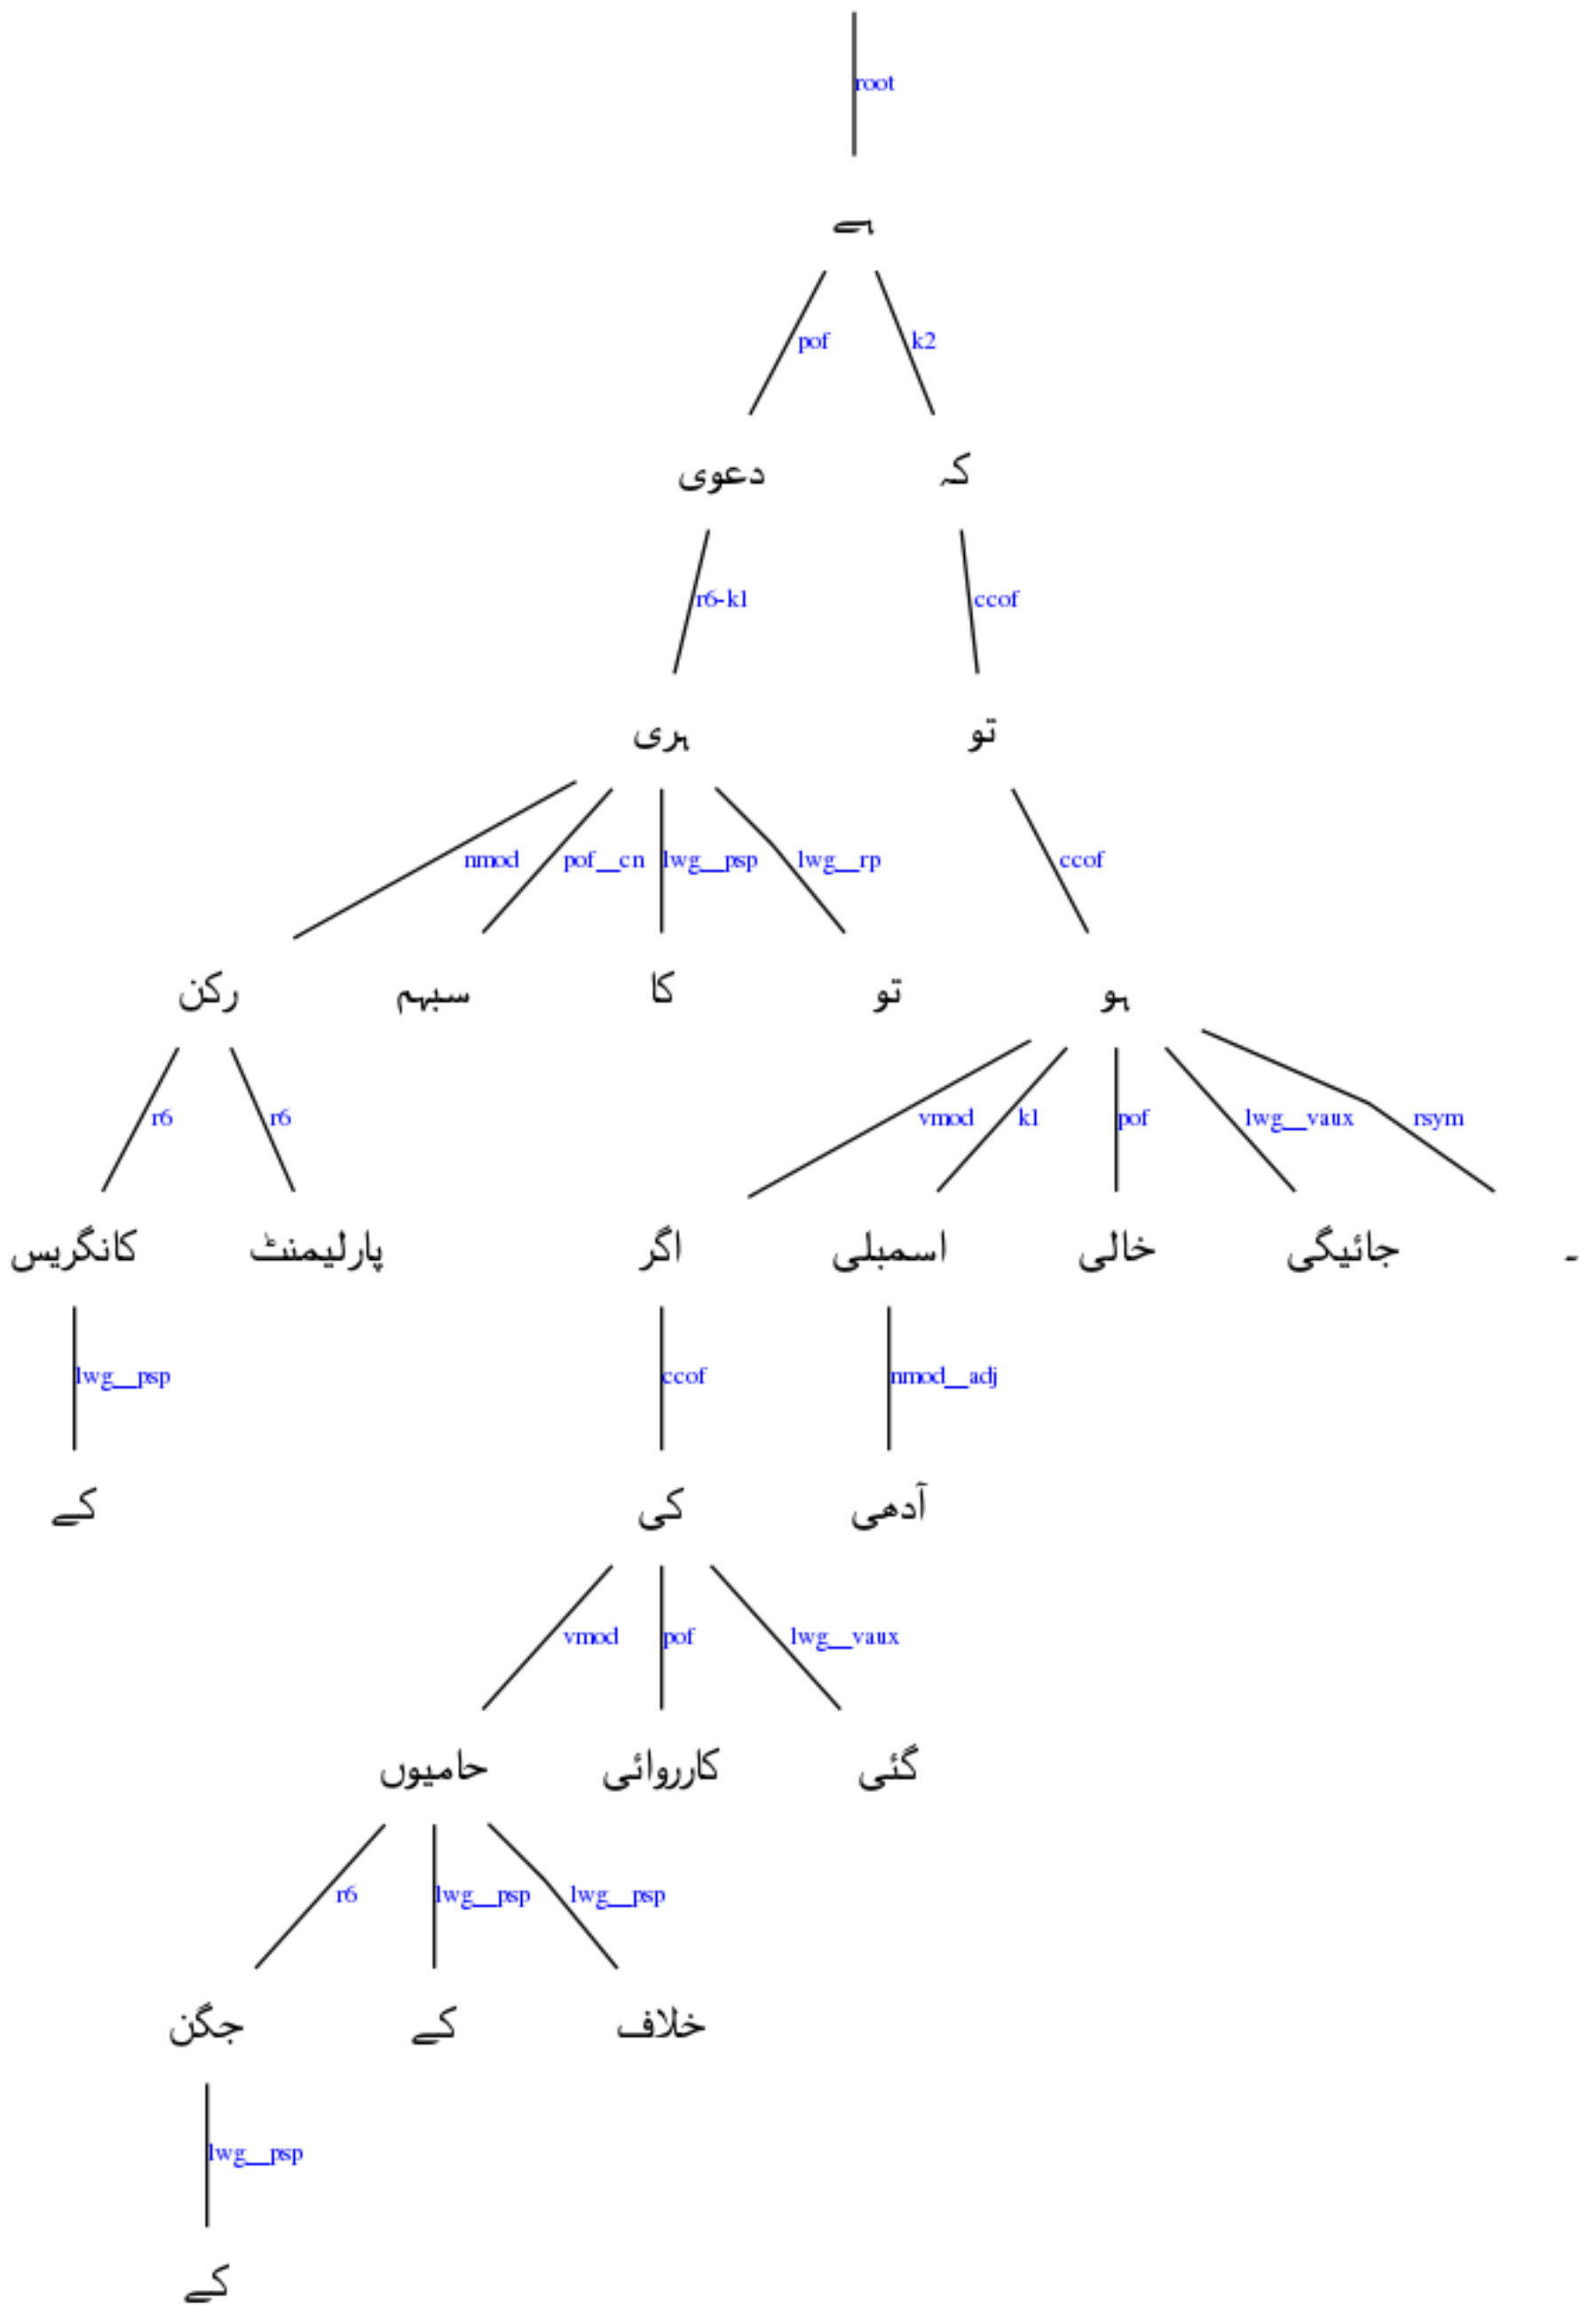 root
ہے
pof k2
دعوی کہ
r6-k1 ccof
ہری تو
nmod pof__cn lwg__psp lwg__rp ccof
رکن سبہم کا تو ہو
r6 r6 vmod k1 pof lwg__vaux rsym
کانگریس پارلیمنٹ اگر اسمبلی خالی جائیگی ۔
lwg__psp ccof nmod__adj
کے کی آدھی
vmod pof lwg__vaux
حامیوں کارروائی گئی
r6 lwg__psp lwg__psp
جگن کے خلاف
lwg__psp
کے